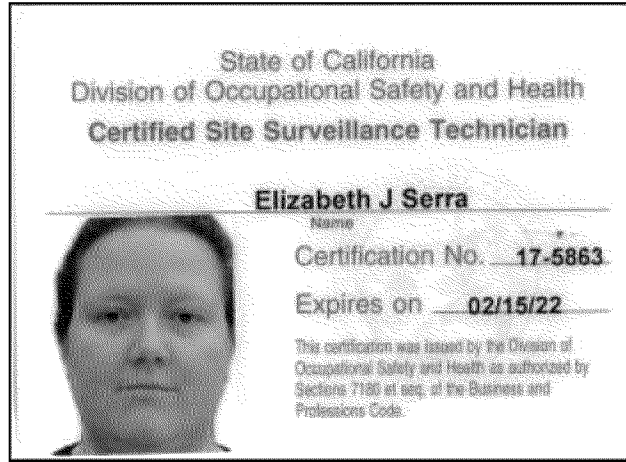 State of California
Division of Occupational Safety and Health
Certified Site Surveillance Technician
Elizabeth J Serra
Name
Certification No. 17-5863
Expires on 02/15/22
This certification was issued by the Division of
Occupational Safety and Health as authorized by
Sections 7180 et seq. of the Business and
Professions Code.